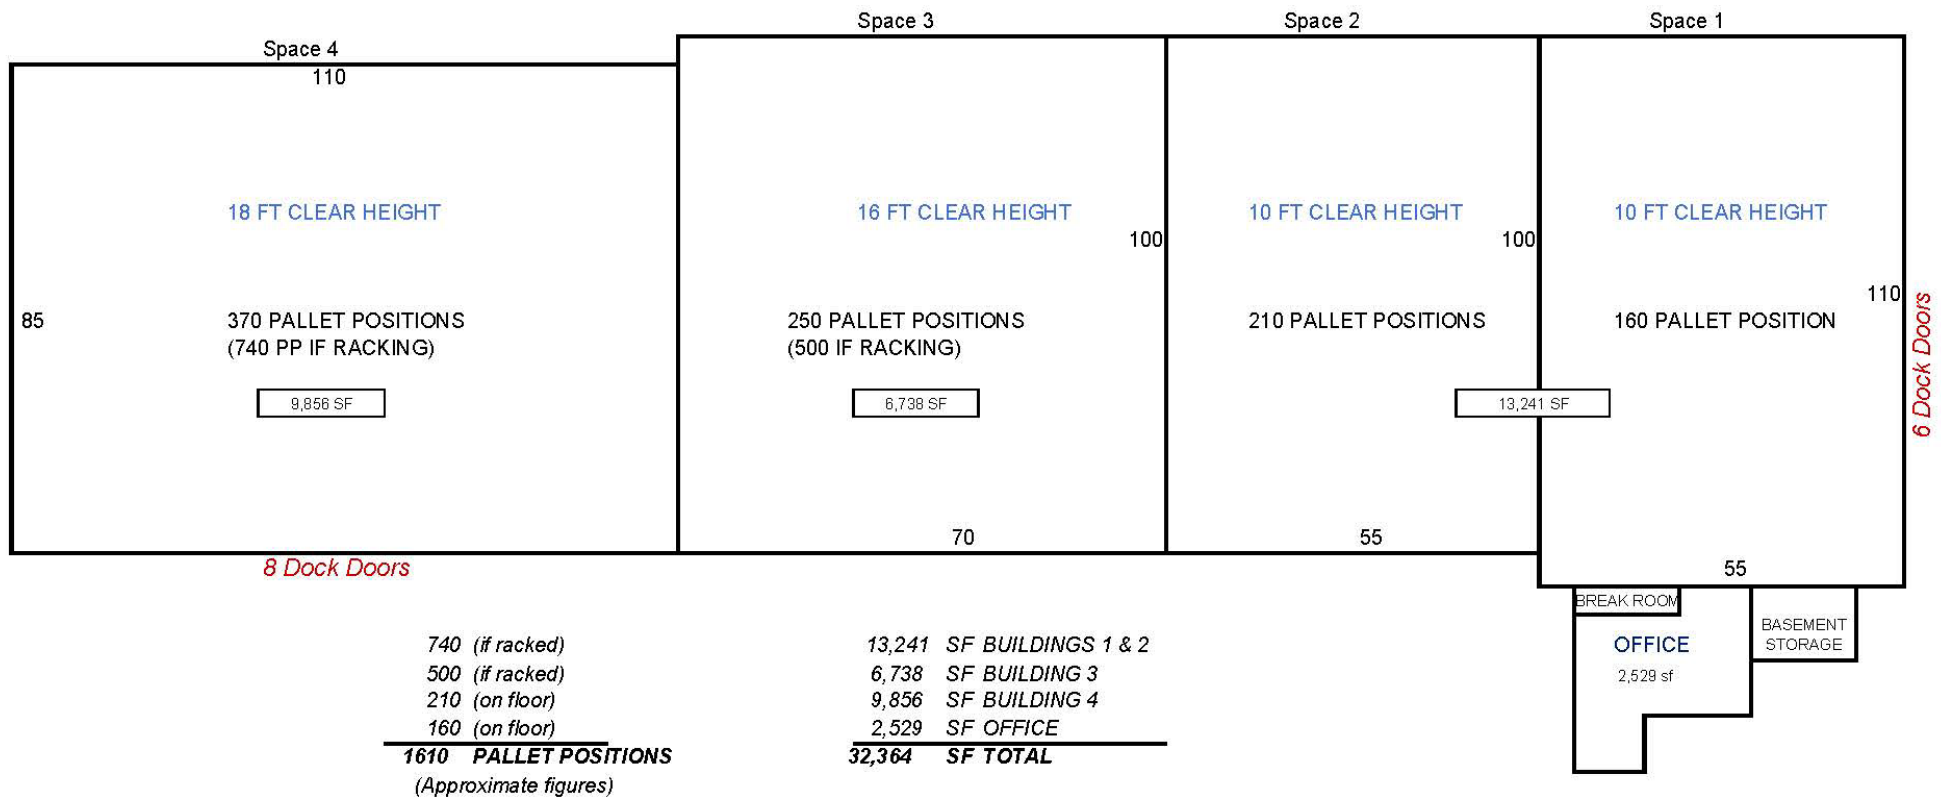 Space 4
Space 3
Space 2
Space 1
110
18 FT CLEAR HEIGHT
16 FT CLEAR HEIGHT
10 FT CLEAR HEIGHT
10 FT CLEAR HEIGHT
100
100
110
85
370 PALLET POSITIONS
(740 PP IF RACKING)
250 PALLET POSITIONS
(500 IF RACKING)
210 PALLET POSITIONS
160 PALLET POSITION
6 Dock Doors
9,856 SF
6,738 SF
13,241 SF
70
55
55
8 Dock Doors
BREAK ROOM
OFFICE
2,529 sf
BASEMENT
STORAGE
740 (if racked)
500 (if racked)
210 (on floor)
160 (on floor)
1610 PALLET POSITIONS
(Approximate figures)
13,241 SF BUILDINGS 1 & 2
6,738 SF BUILDING 3
9,856 SF BUILDING 4
2,529 SF OFFICE
32,364 SF TOTAL